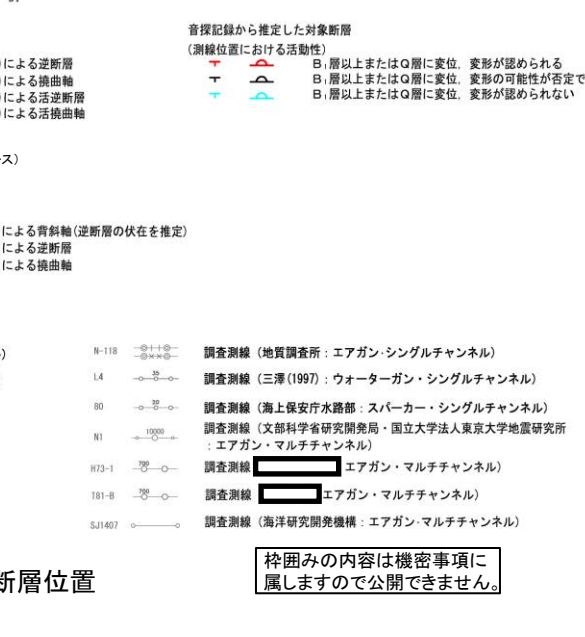 音探記録から推定した対象断層
(測線位置における活動性)
による逆断層
B₁層以上またはQ層に変位，変形が認められる
による撓曲軸
B₁層以上またはQ層に変位，変形の可能性が否定で
による活逆断層
B₁層以上またはQ層に変位，変形が認められない
による活撓曲軸
ス）
による背斜軸(逆断層の伏在を推定)
による逆断層
による撓曲軸
N-118 調査測線（地質調査所：エアガン・シングルチャンネル）
L4 35 調査測線（三澤(1997)：ウォーターガン・シングルチャンネル）
80 20 調査測線（海上保安庁水路部：スパーカー・シングルチャンネル）
N1 10000 調査測線（文部科学省研究開発局・国立大学法人東京大学地震研究所
：エアガン・マルチチャンネル）
H73-1 700 調査測線 エアガン・マルチチャンネル）
T81-B 700 調査測線 エアガン・マルチチャンネル）
SJ1407 調査測線（海洋研究開発機構：エアガン・マルチチャンネル）
断層位置
枠囲みの内容は機密事項に
属しますので公開できません。